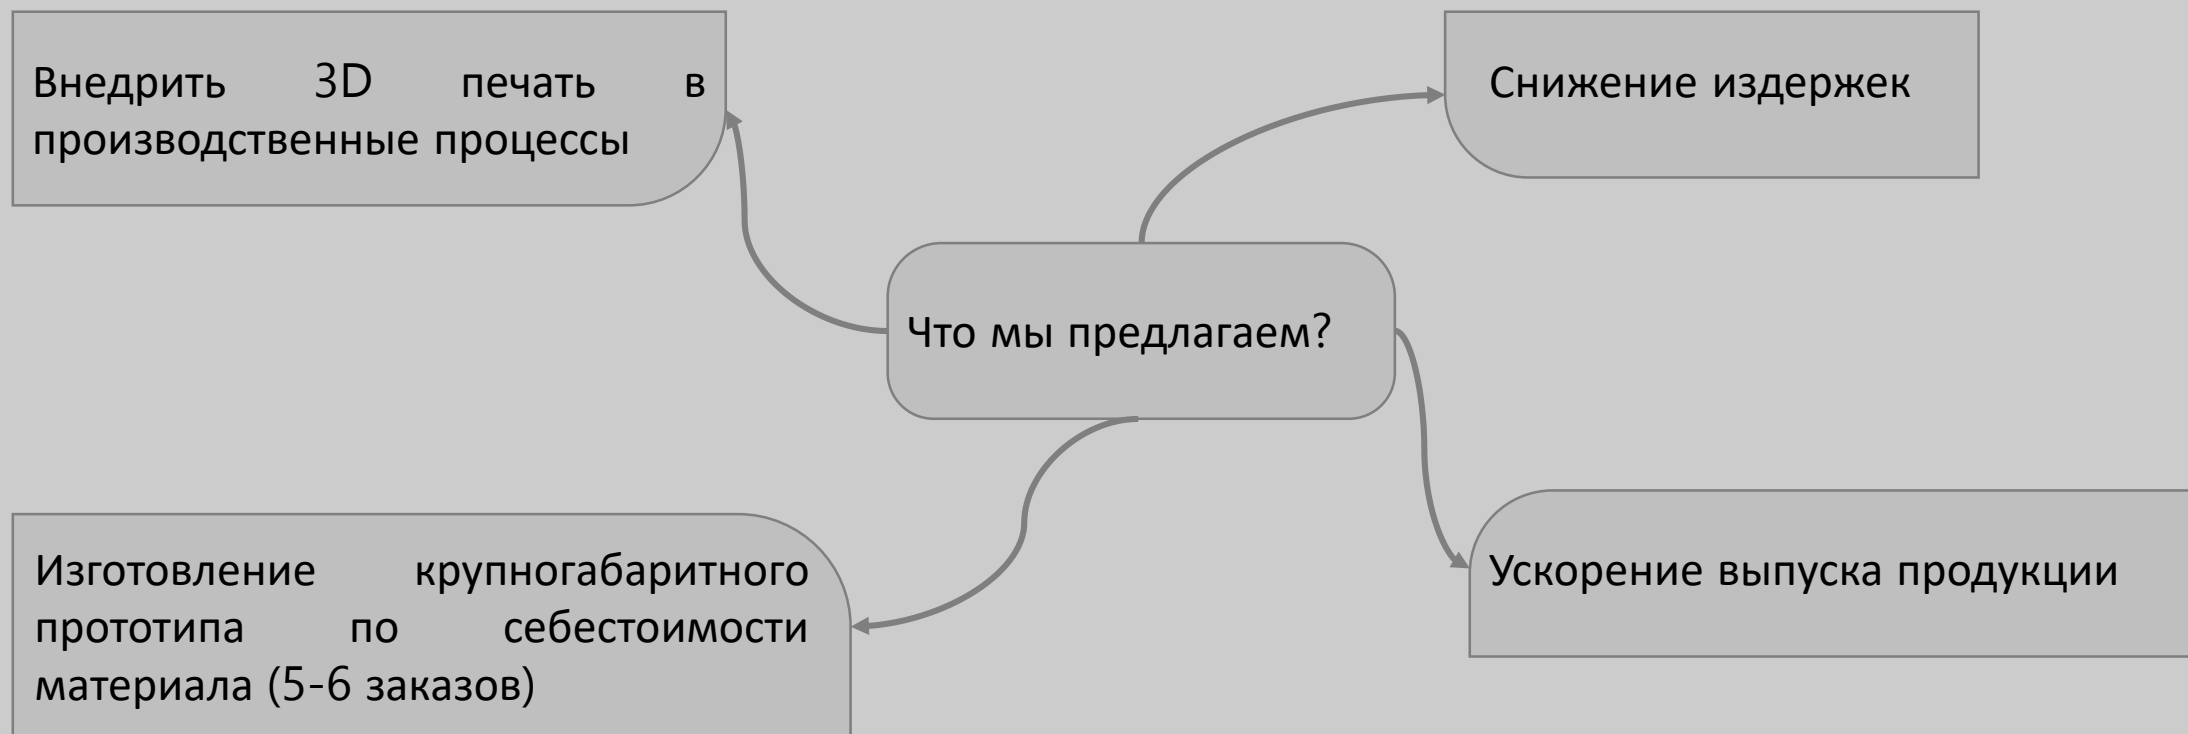 Внедрить 3D печать в
производственные процессы
Снижение издержек
Что мы предлагаем?
Изготовление крупногабаритного
прототипа по себестоимости
материала (5-6 заказов)
Ускорение выпуска продукции